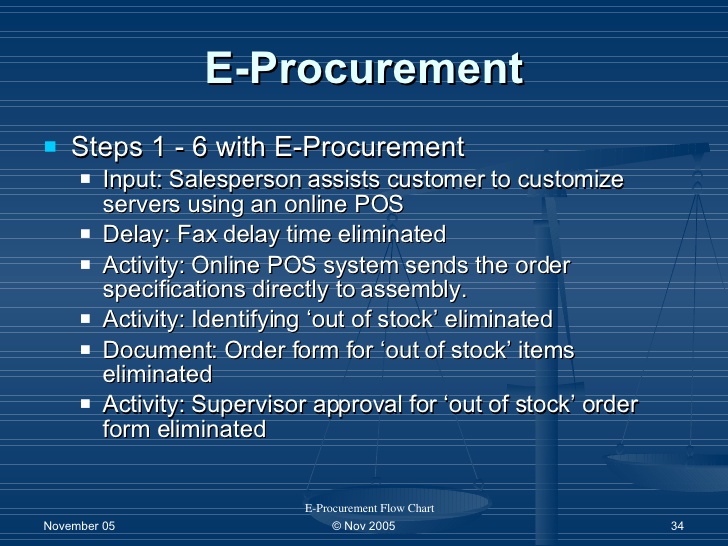 E-Procurement
Steps 1 - 6 with E-Procurement
Input: Salesperson assists customer to customize
servers using an online POS
Delay: Fax delay time eliminated
Activity: Online POS system sends the order
specifications directly to assembly.
Activity: Identifying ‘out of stock’ eliminated
Document: Order form for ‘out of stock’ items
eliminated
Activity: Supervisor approval for ‘out of stock’ order
form eliminated
E-Procurement Flow Chart
November 05
© Nov 2005
34